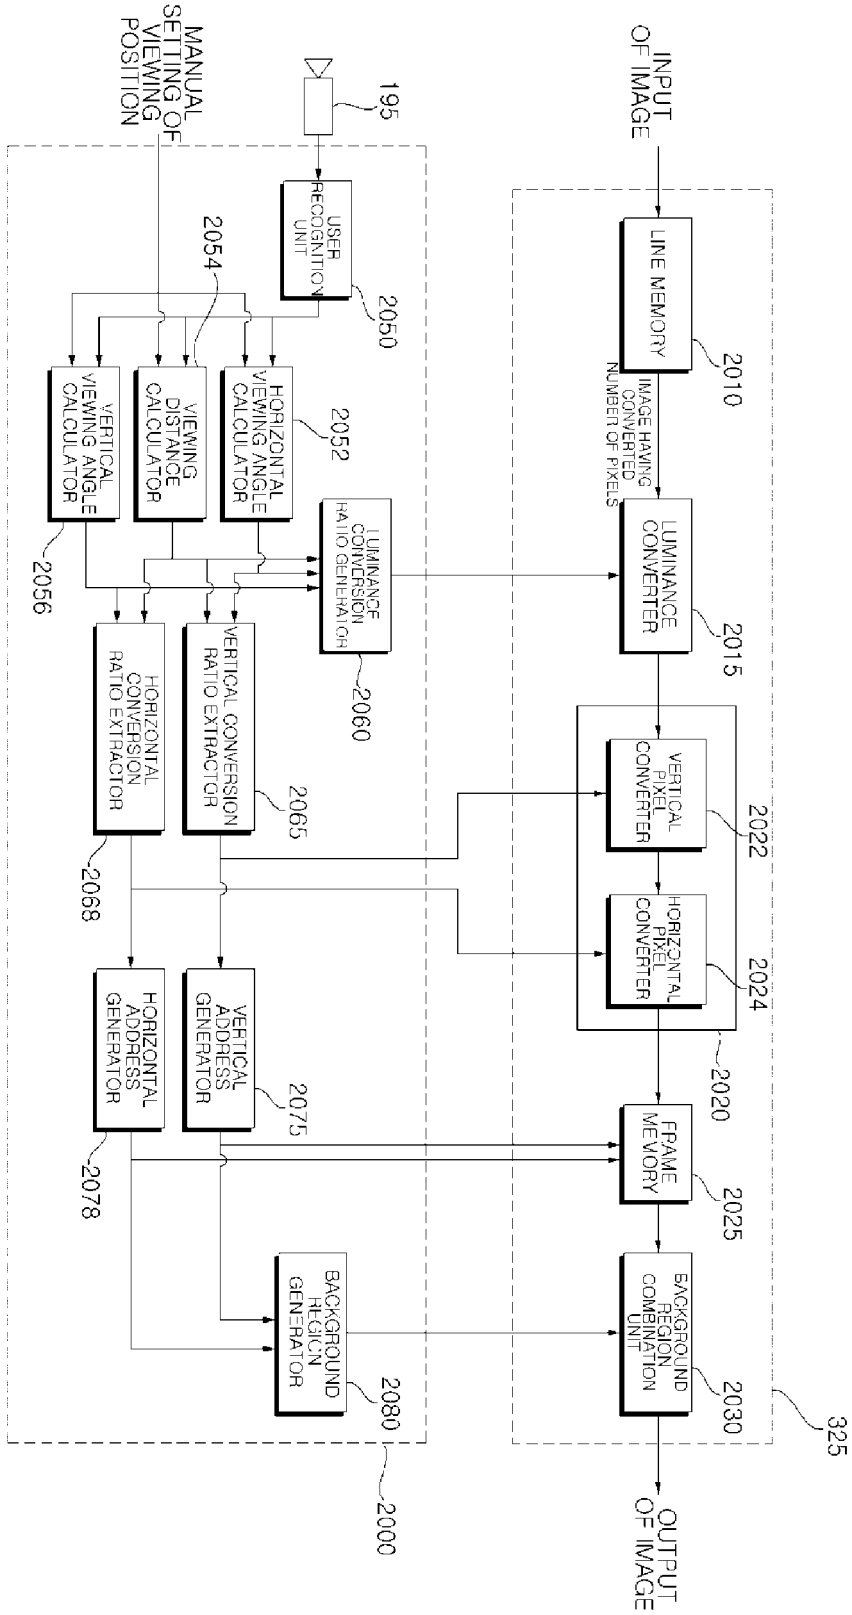 325
INPUT
OF IMAGE
LINE MEMORY
2010
IMAGE HAVING
CONVERTED
NUMBER OF PIXELS
LUMINANCE
CONVERTER
2015
VERTICAL
PIXEL
CONVERTER
2022
HORIZONTAL
PIXEL
CONVERTER
2024
2020
FRAME
MEMORY
2025
BACKGROUND
REGION
COMBINATION
UNIT
2030
OUTPUT
OF IMAGE
195
USER
RECOGNITION
UNIT
2050
MANUAL
SETTING OF
VIEWING
POSITION
HORIZONTAL
VIEWING ANGLE
CALCULATOR
2052
2054
VIEWING
DISTANCE
CALCULATOR
VERTICAL
VIEWING ANGLE
CALCULATOR
2056
LUMINANCE
CONVERSION
RATIO GENERATOR
2060
VERTICAL CONVERSION
RATIO EXTRACTOR
2065
HORIZONTAL
CONVERSION
RATIO EXTRACTOR
2068
VERTICAL
ADDRESS
GENERATOR
2075
HORIZONTAL
ADDRESS
GENERATOR
2078
BACKGROUND
REGION
GENERATOR
2080
2000